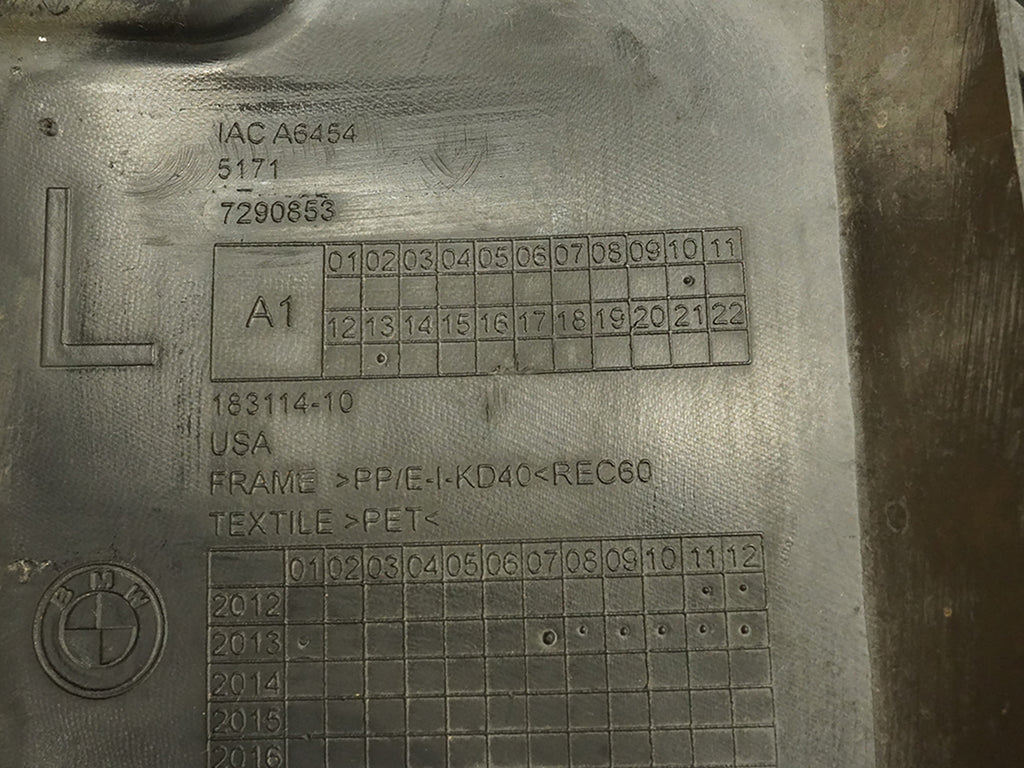 IAC A6454
5171
7290853
L
A1
01 02 03 04 05 06 07 08 09 10 11
12 13 14 15 16 17 18 19 20 21 22
183114-10
USA
FRAME >PP/E-I-KD40<REC60
TEXTILE >PET<
01 02 03 04 05 06 07 08 09 10 11 12
2012
2013
2014
2015
2016
BMW